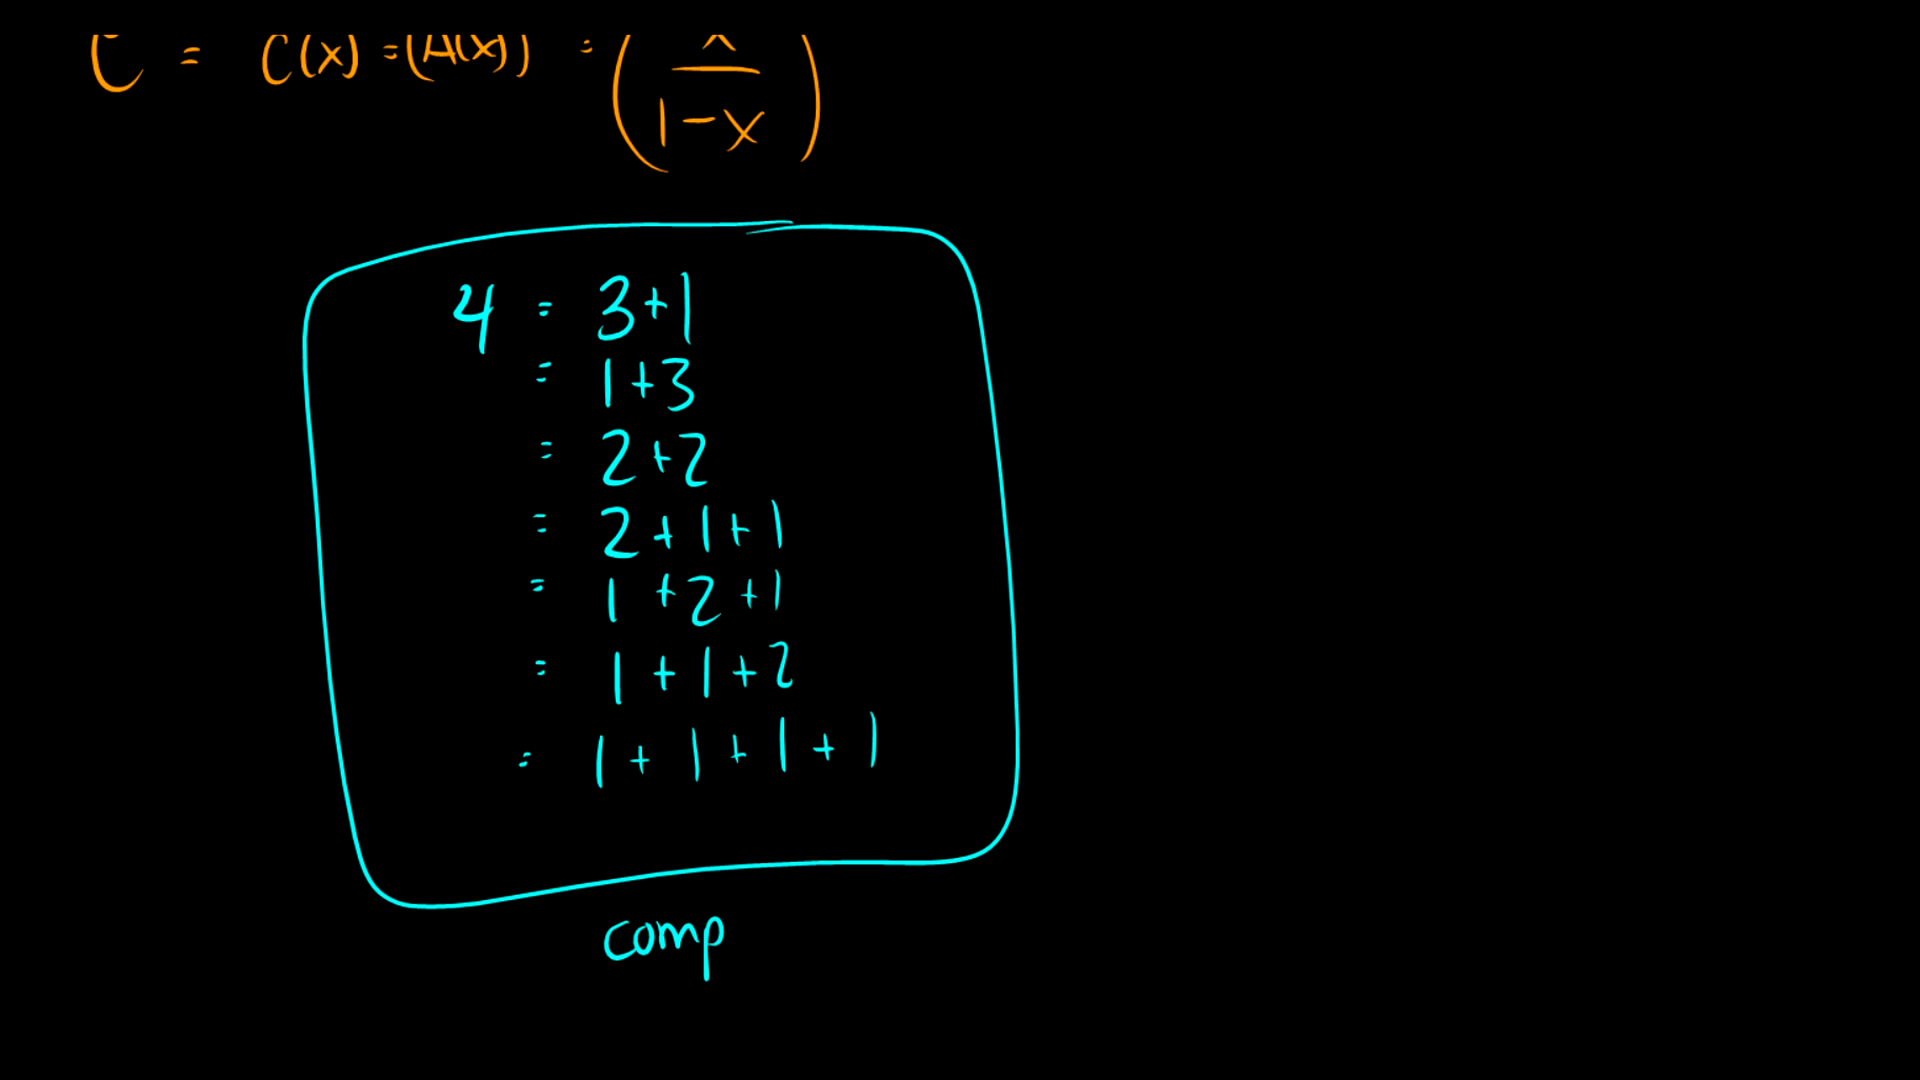 C = C(x) = (A(x)) = (x / 1-x)
4 = 3+1
= 1+3
= 2+2
= 2+1+1
= 1+2+1
= 1+1+2
= 1+1+1+1
comp